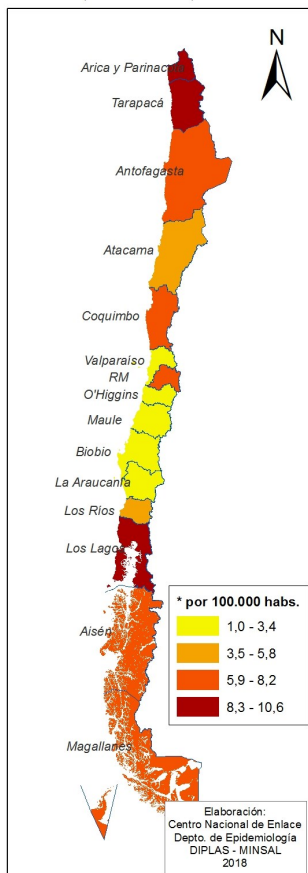 N
Arica y Parinacota
Tarapacá
Antofagasta
Atacama
Coquimbo
Valparaíso
RM
O'Higgins
Maule
Biobio
La Araucanía
Los Ríos
Los Lagos
Aisén
Magallanes
* por 100.000 habs.
1,0 - 3,4
3,5 - 5,8
5,9 - 8,2
8,3 - 10,6
Elaboración:
Centro Nacional de Enlace
Depto. de Epidemiología
DIPLAS - MINSAL
2018